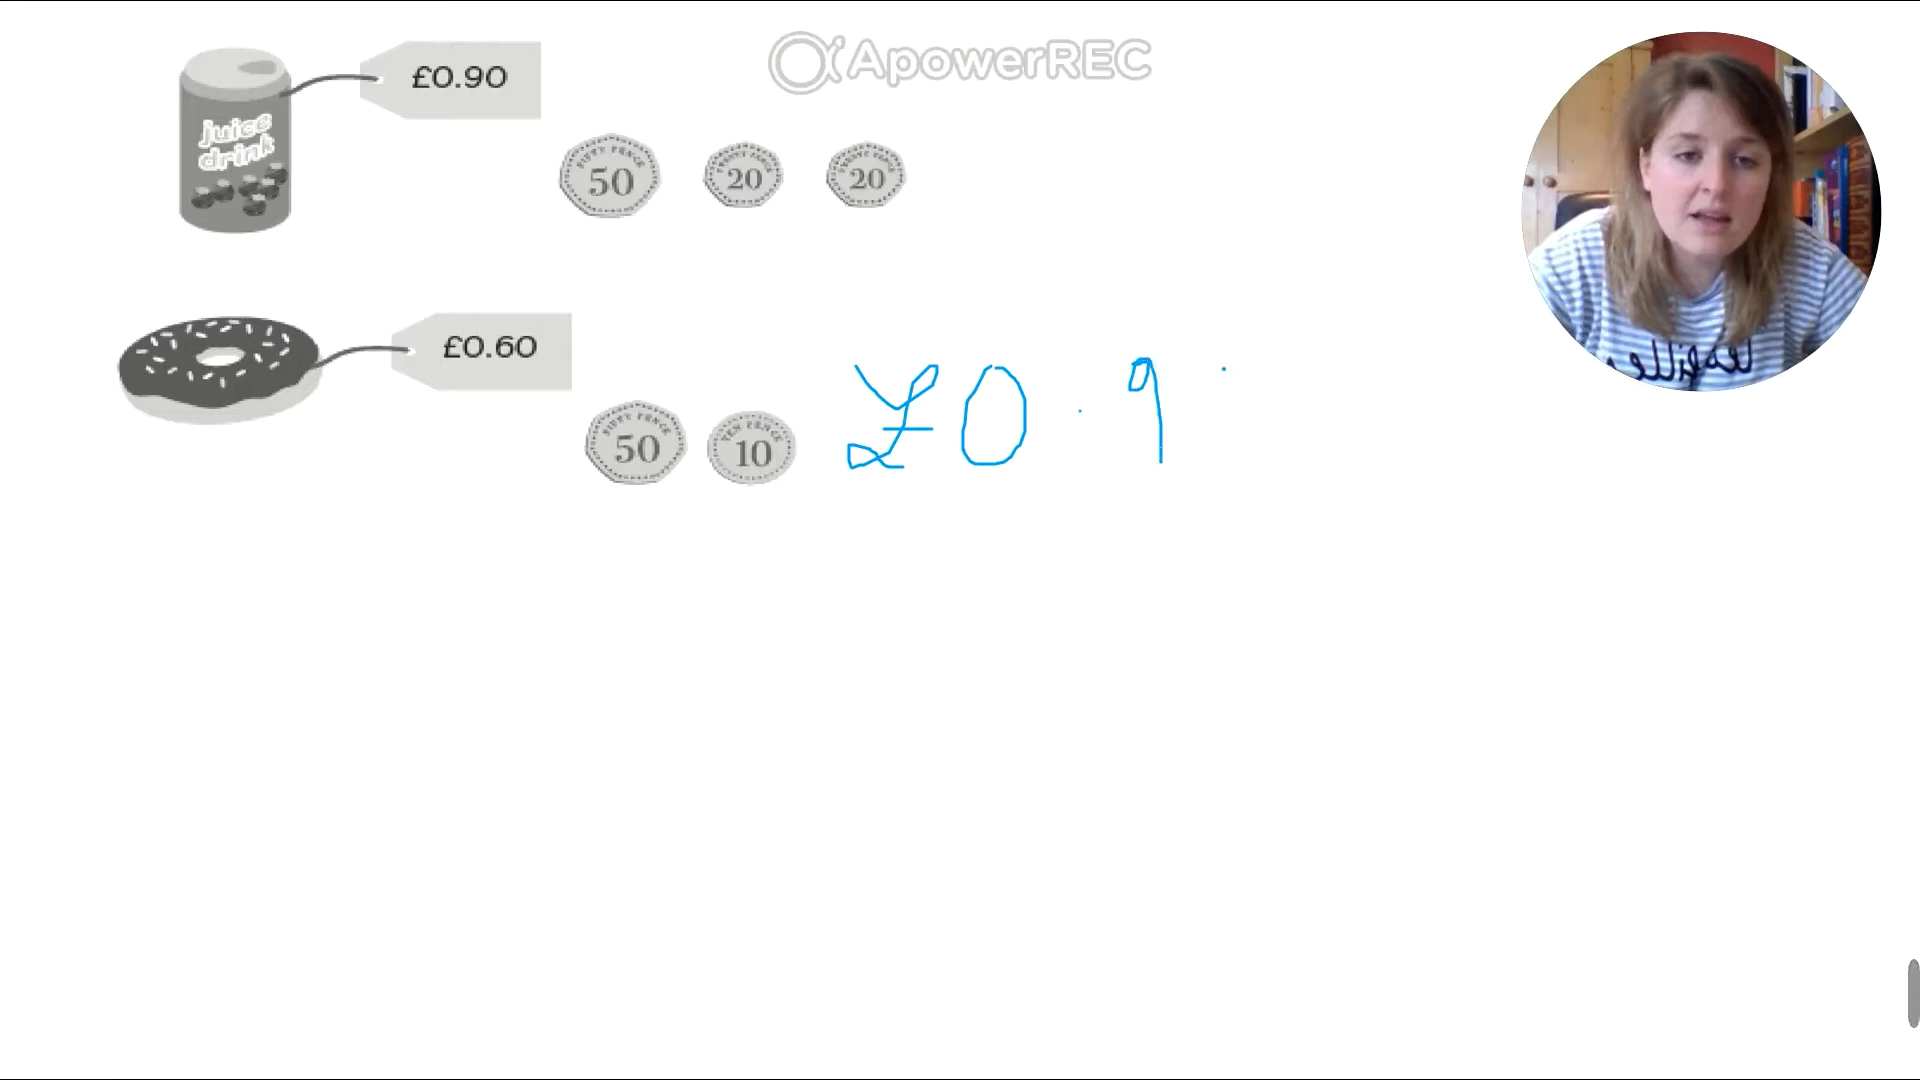 £0.90
ApowerREC
juice
drink
FIFTY PENCE
50
TWENTY PENCE
20
TWENTY PENCE
20
£0.60
FIFTY PENCE
50
TEN PENCE
10
£0.9